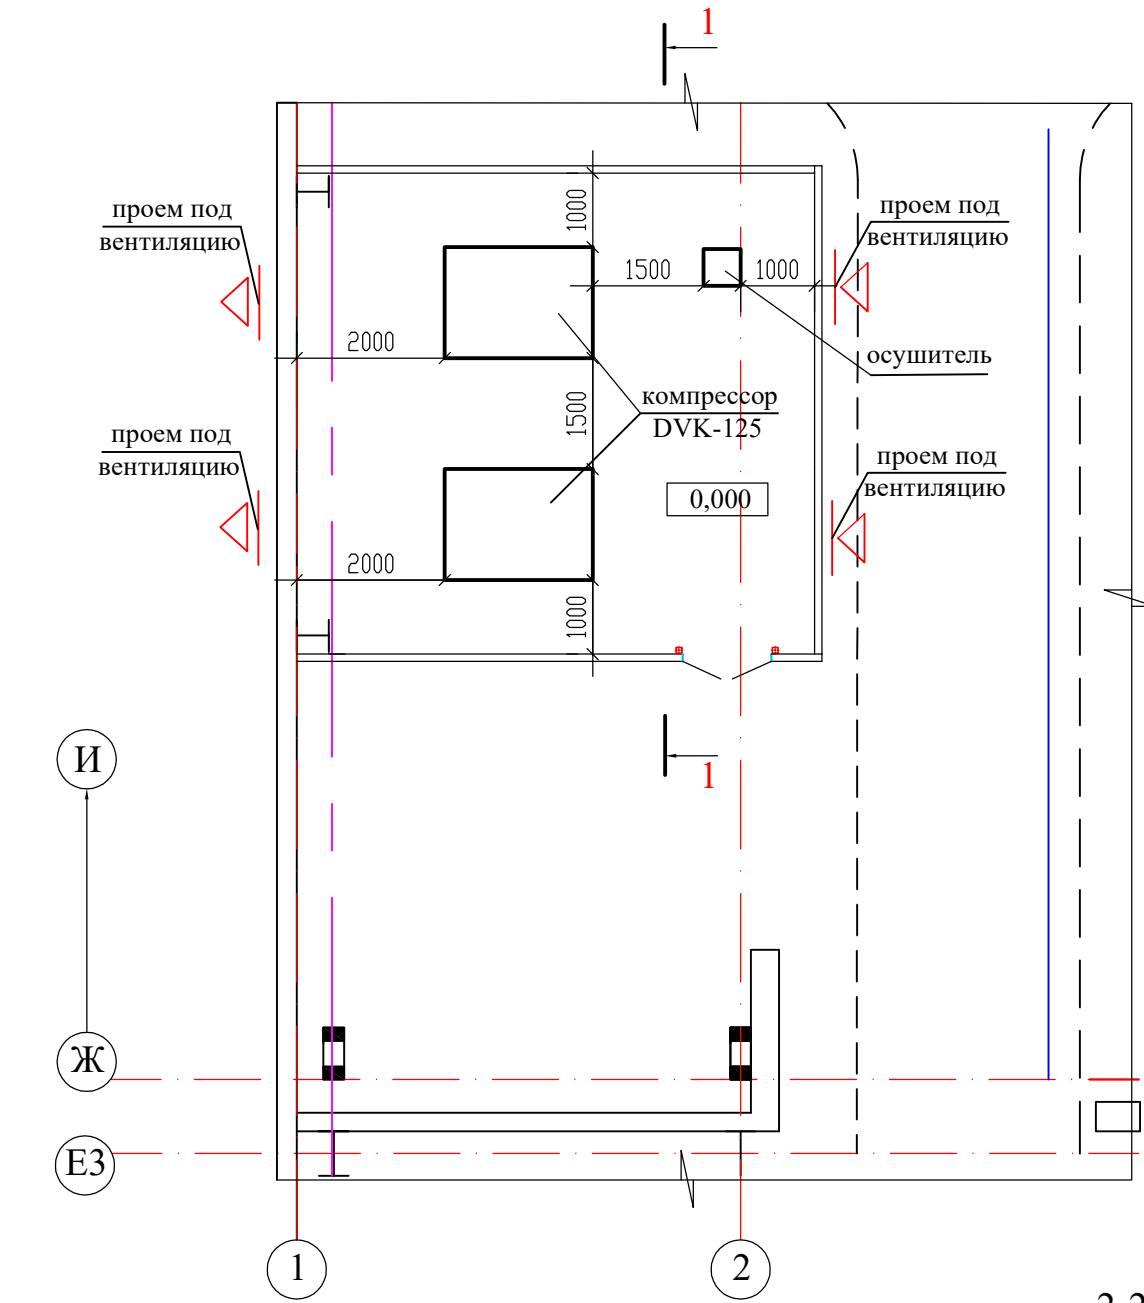 1
проем под
вентиляцию
1000
1500
1000
проем под
вентиляцию
2000
осушитель
1500
компрессор
DVK-125
проем под
вентиляцию
проем под
вентиляцию
0,000
2000
1000
1
И
Ж
Е3
1
2